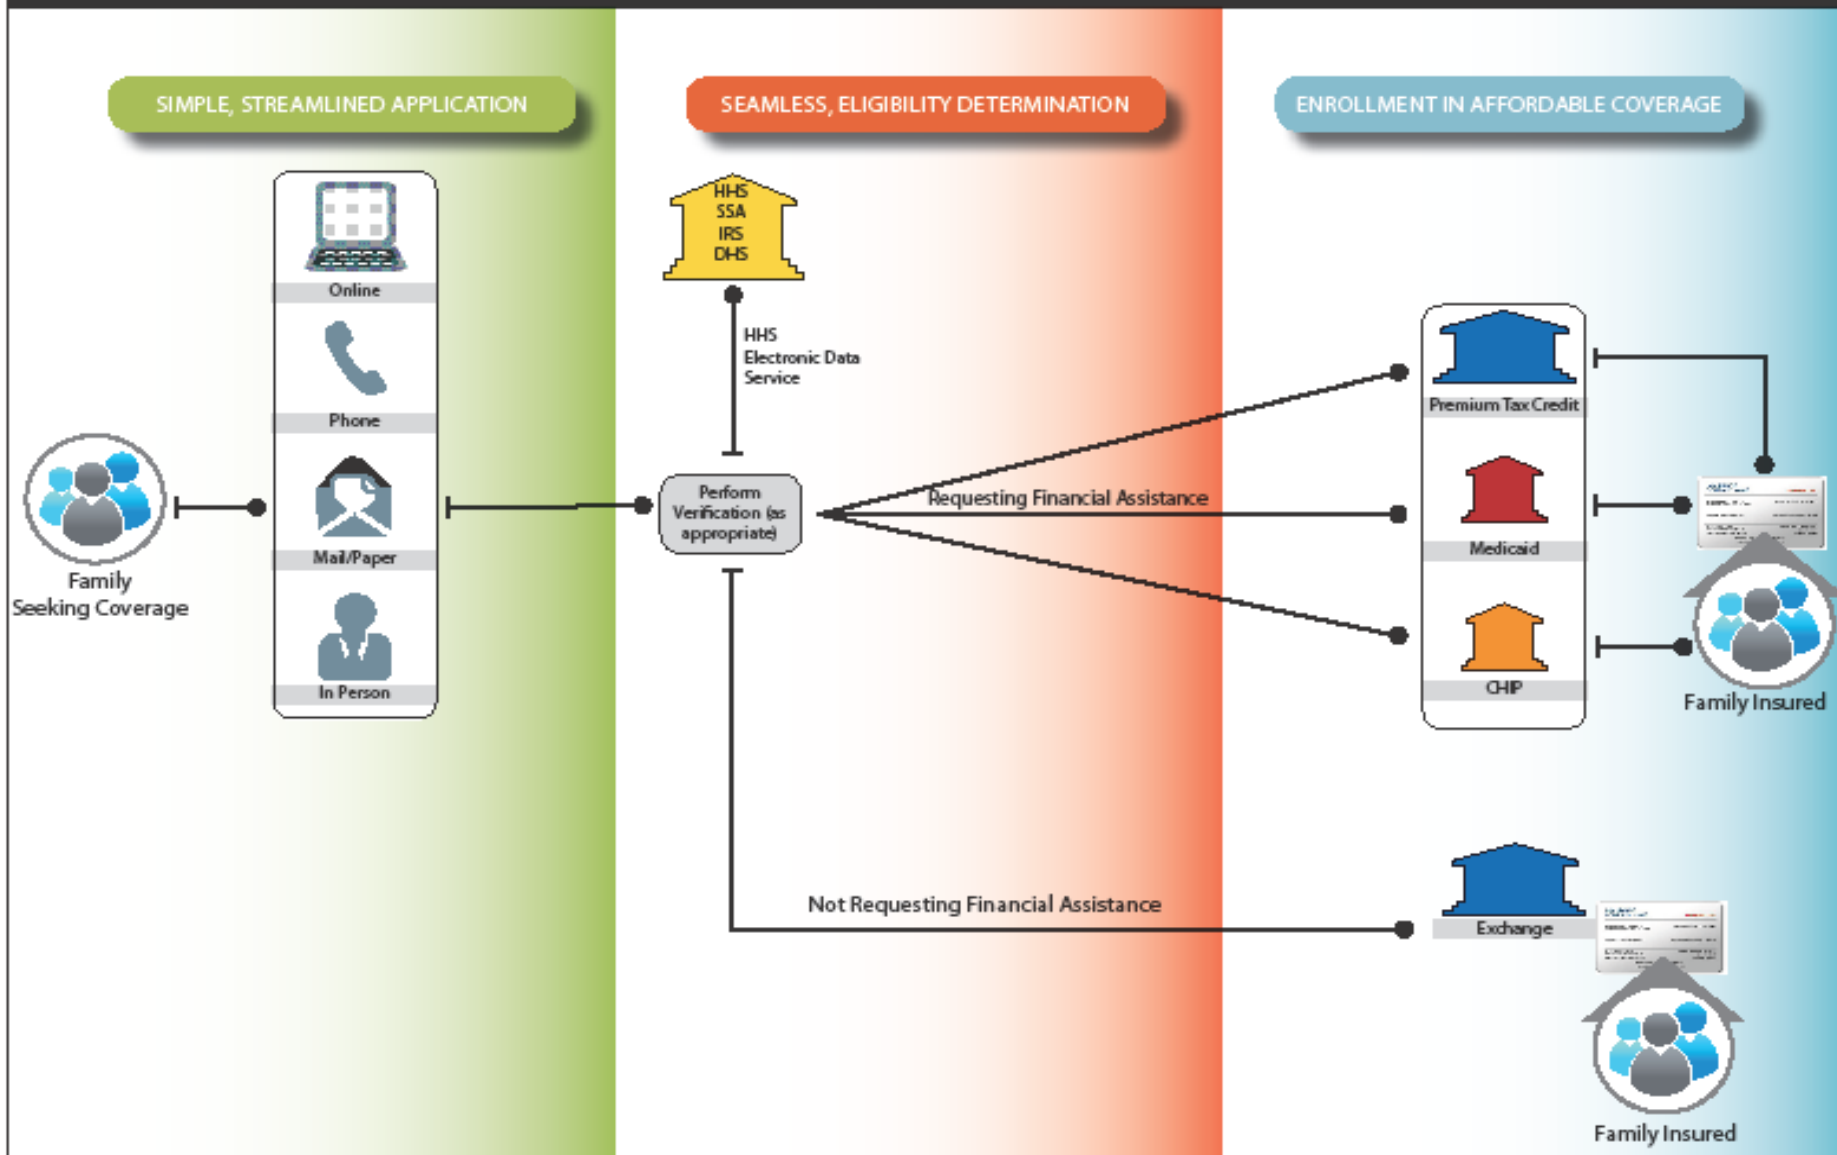 SIMPLE, STREAMLINED APPLICATION
SEAMLESS, ELIGIBILITY DETERMINATION
ENROLLMENT IN AFFORDABLE COVERAGE
Online
Phone
Mail/Paper
In Person
Family
Seeking Coverage
HHS
SSA
IRS
DHS
HHS
Electronic Data
Service
Perform
Verification (as
appropriate)
Requesting Financial Assistance
Not Requesting Financial Assistance
Premium Tax Credit
Medicaid
CHIP
Family Insured
Exchange
Family Insured